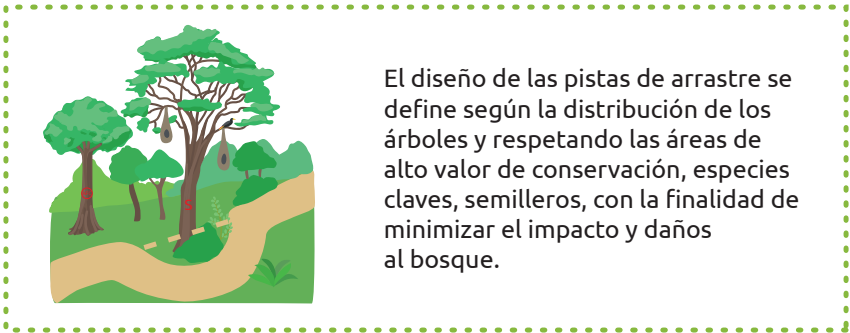 El diseño de las pistas de arrastre se
define según la distribución de los
árboles y respetando las áreas de
alto valor de conservación, especies
claves, semilleros, con la finalidad de
minimizar el impacto y daños
al bosque.
S